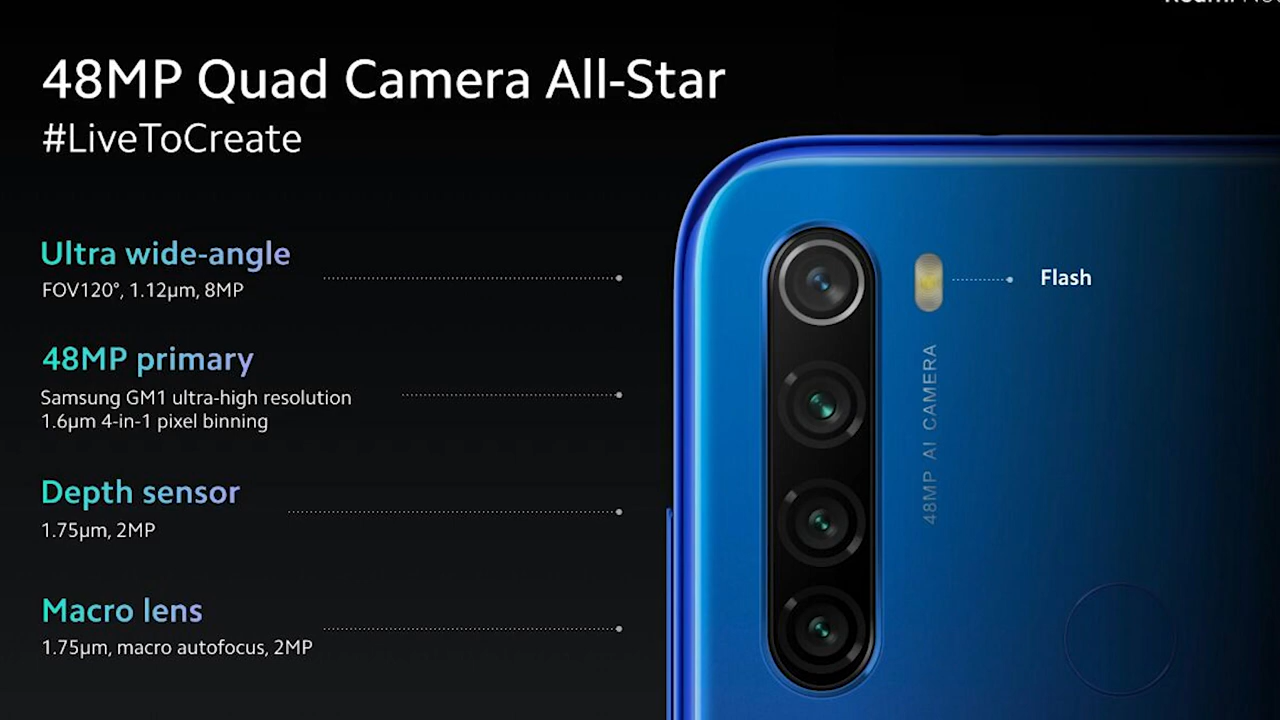 48MP Quad Camera All-Star
#LiveToCreate
Ultra wide-angle
FOV120°, 1.12μm, 8MP
48MP primary
Samsung GM1 ultra-high resolution
1.6μm 4-in-1 pixel binning
Depth sensor
1.75μm, 2MP
Macro lens
1.75μm, macro autofocus, 2MP
Flash
48MP AI CAMERA